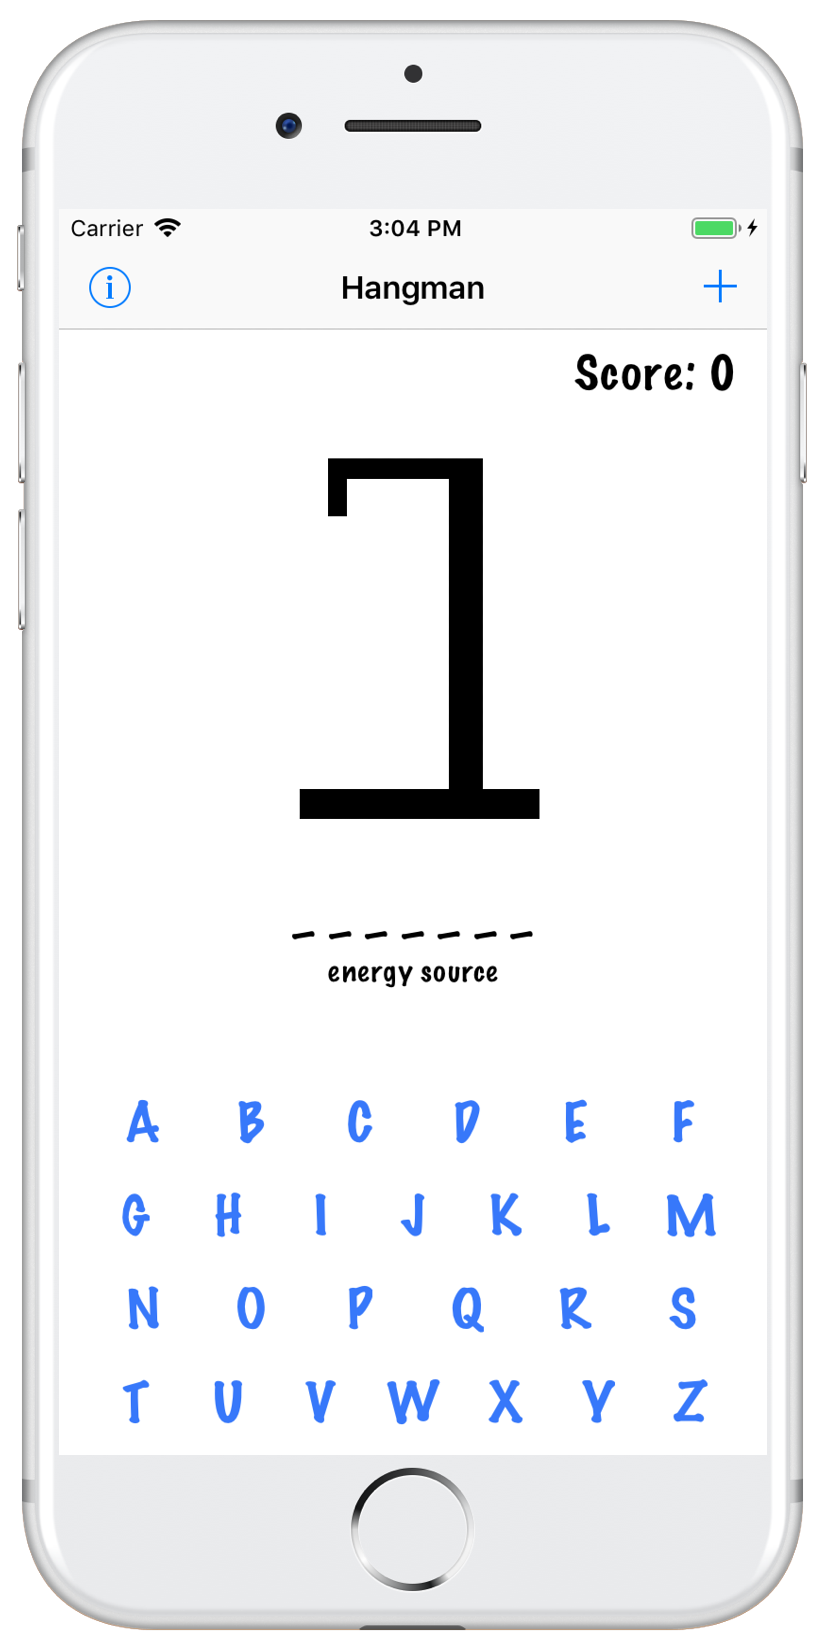 Carrier 3:04 PM
i Hangman +
Score: 0
_ _ _ _ _ _ _
energy source
A B C D E F
G H I J K L M
N O P Q R S
T U V W X Y Z